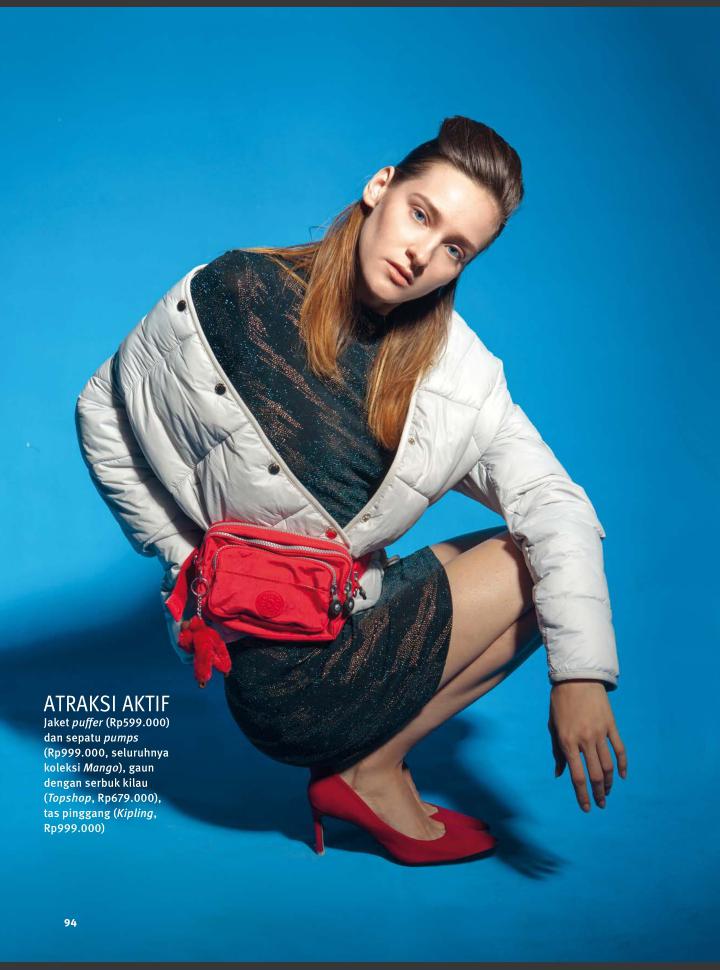 ATRAKSI AKTIF
Jaket puffer (Rp599.000)
dan sepatu pumps
(Rp999.000, seluruhnya
koleksi Mango), gaun
dengan serbuk kilau
(Topshop, Rp679.000),
tas pinggang (Kipling,
Rp999.000)
94